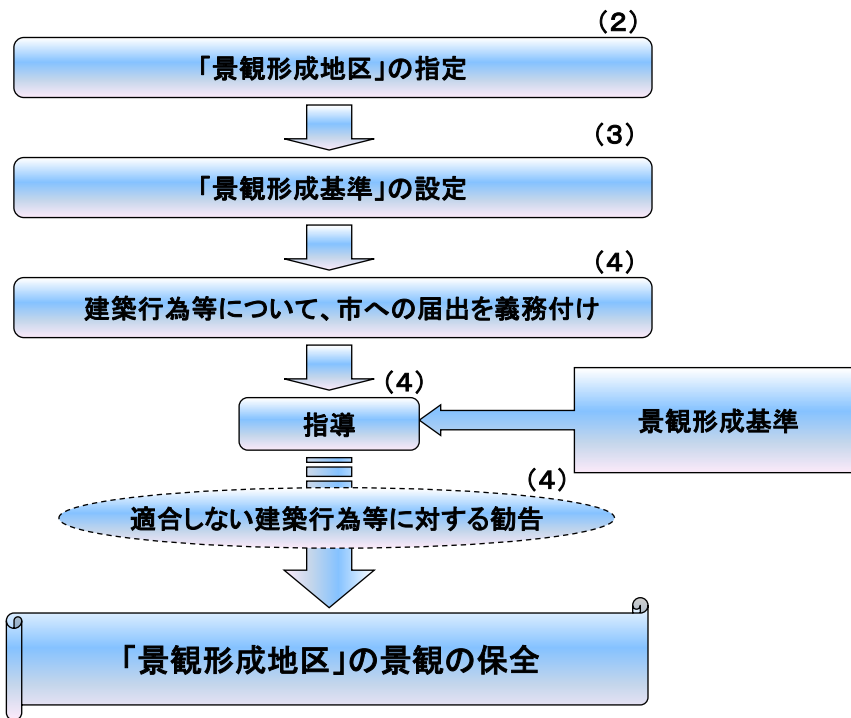 (2)
「景観形成地区」の指定
(3)
「景観形成基準」の設定
(4)
建築行為等について、市への届出を義務付け
(4)
指導
景観形成基準
(4)
適合しない建築行為等に対する勧告
「景観形成地区」の景観の保全